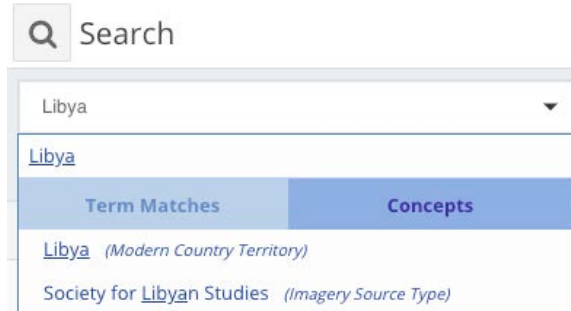 Search
Libya
Libya
Term Matches Concepts
Libya (Modern Country Territory)
Society for Libyan Studies (Imagery Source Type)